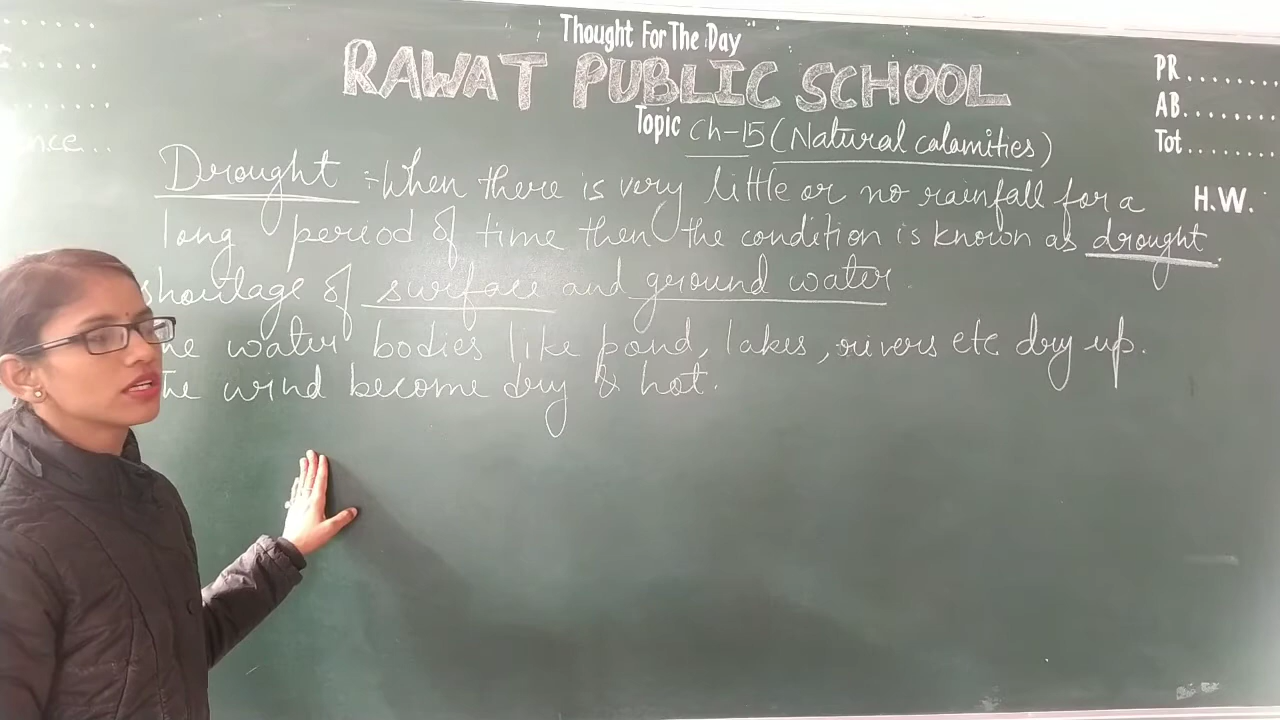 Thought For The Day
RAWAT PUBLIC SCHOOL
PR........
AB........
Topic Ch-15 (Natural calamities)
Tot........
Drought :- When there is very little or no rainfall for a
H.W.
long period of time then the condition is known as drought.
shortage of surface and ground water.
water bodies like pond, lakes, rivers etc dry up.
wind become dry & hot.